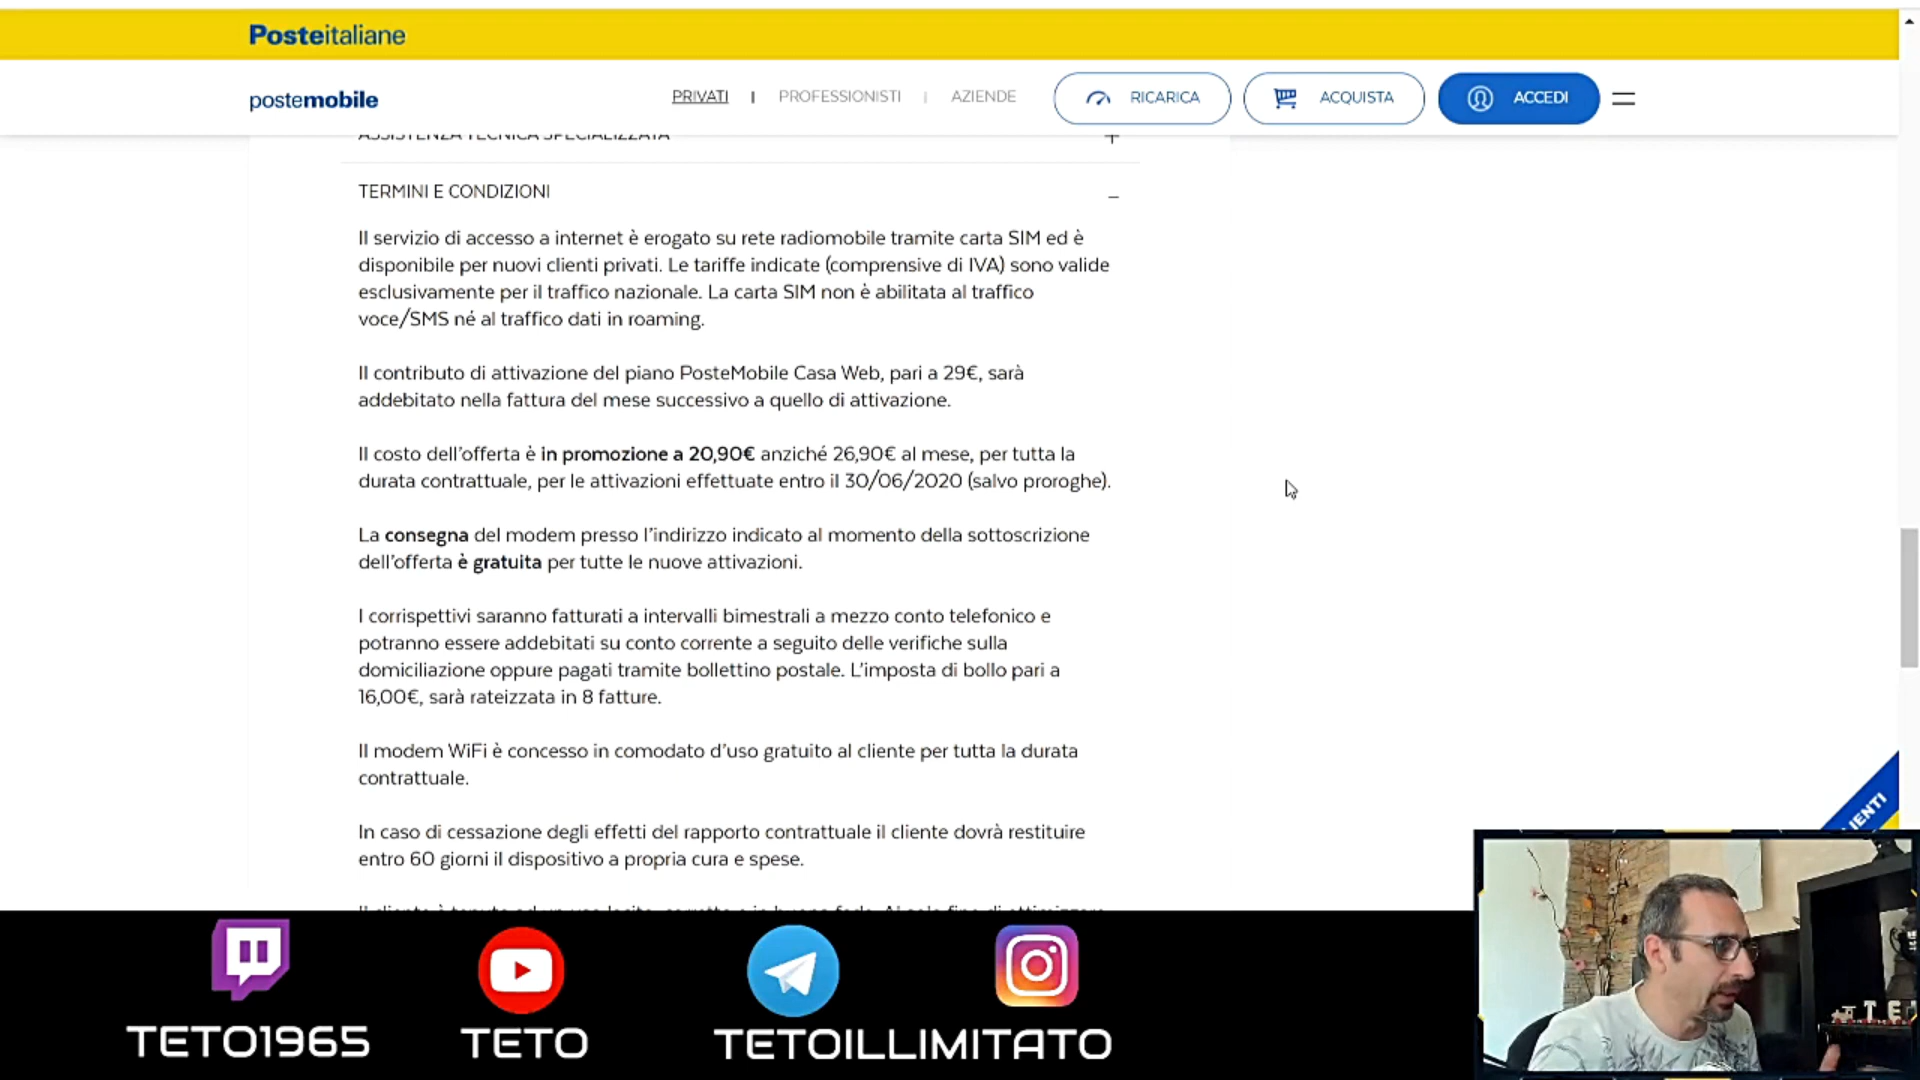 Posteitaliane
postemobile
PRIVATI | PROFESSIONISTI | AZIENDE
RICARICA
ACQUISTA
ACCEDI
ASSISTENZA TECNICA SPECIALIZZATA +
TERMINI E CONDIZIONI –
Il servizio di accesso a internet è erogato su rete radiomobile tramite carta SIM ed è
disponibile per nuovi clienti privati. Le tariffe indicate (comprensive di IVA) sono valide
esclusivamente per il traffico nazionale. La carta SIM non è abilitata al traffico
voce/SMS né al traffico dati in roaming.
Il contributo di attivazione del piano PosteMobile Casa Web, pari a 29€, sarà
addebitato nella fattura del mese successivo a quello di attivazione.
Il costo dell'offerta è in promozione a 20,90€ anziché 26,90€ al mese, per tutta la
durata contrattuale, per le attivazioni effettuate entro il 30/06/2020 (salvo proroghe).
La consegna del modem presso l'indirizzo indicato al momento della sottoscrizione
dell'offerta è gratuita per tutte le nuove attivazioni.
I corrispettivi saranno fatturati a intervalli bimestrali a mezzo conto telefonico e
potranno essere addebitati su conto corrente a seguito delle verifiche sulla
domiciliazione oppure pagati tramite bollettino postale. L'imposta di bollo pari a
16,00€, sarà rateizzata in 8 fatture.
Il modem WiFi è concesso in comodato d'uso gratuito al cliente per tutta la durata
contrattuale.
In caso di cessazione degli effetti del rapporto contrattuale il cliente dovrà restituire
entro 60 giorni il dispositivo a propria cura e spese.
TETO1965
TETO
TETOILLIMITATO